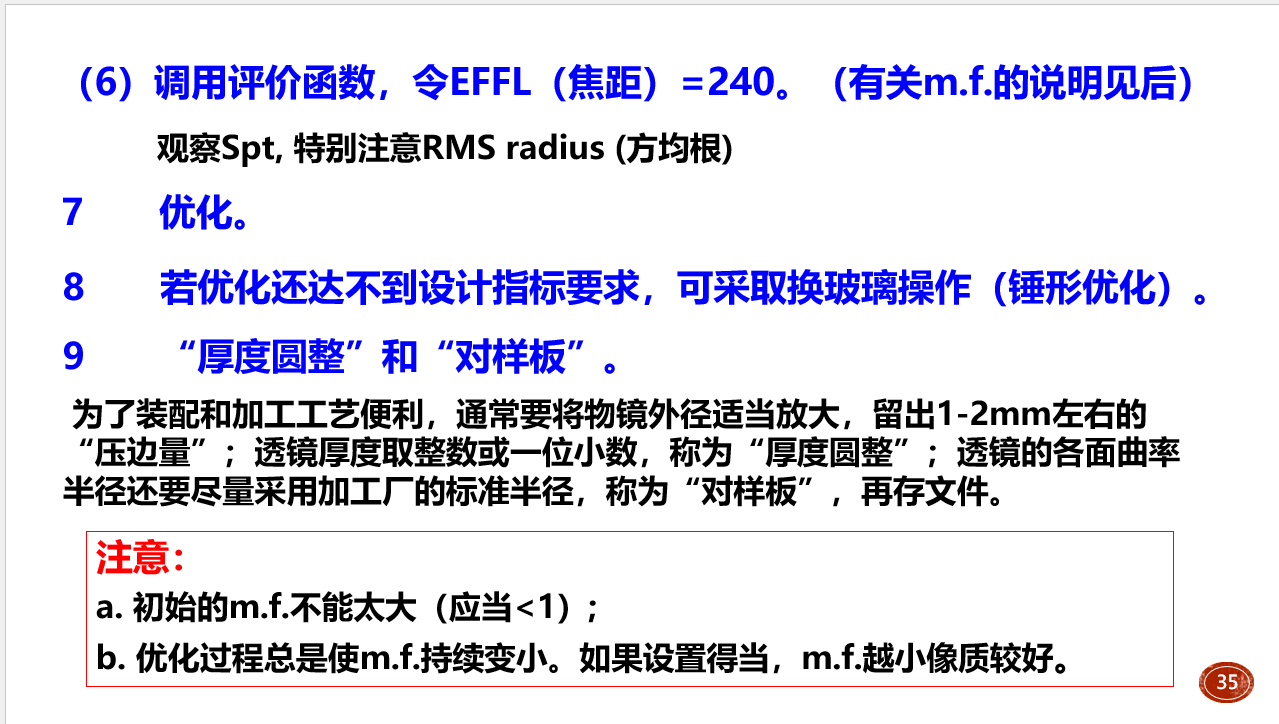 （6）调用评价函数，令EFFL（焦距）=240。（有关m.f.的说明见后）
观察Spt, 特别注意RMS radius (方均根)
7 优化。
8 若优化还达不到设计指标要求，可采取换玻璃操作（锤形优化）。
9 “厚度圆整”和“对样板”。
为了装配和加工工艺便利，通常要将物镜外径适当放大，留出1-2mm左右的
“压边量”；透镜厚度取整数或一位小数，称为“厚度圆整”；透镜的各面曲率
半径还要尽量采用加工厂的标准半径，称为“对样板”，再存文件。
注意：
a. 初始的m.f.不能太大（应当<1）;
b. 优化过程总是使m.f.持续变小。如果设置得当，m.f.越小像质较好。
35